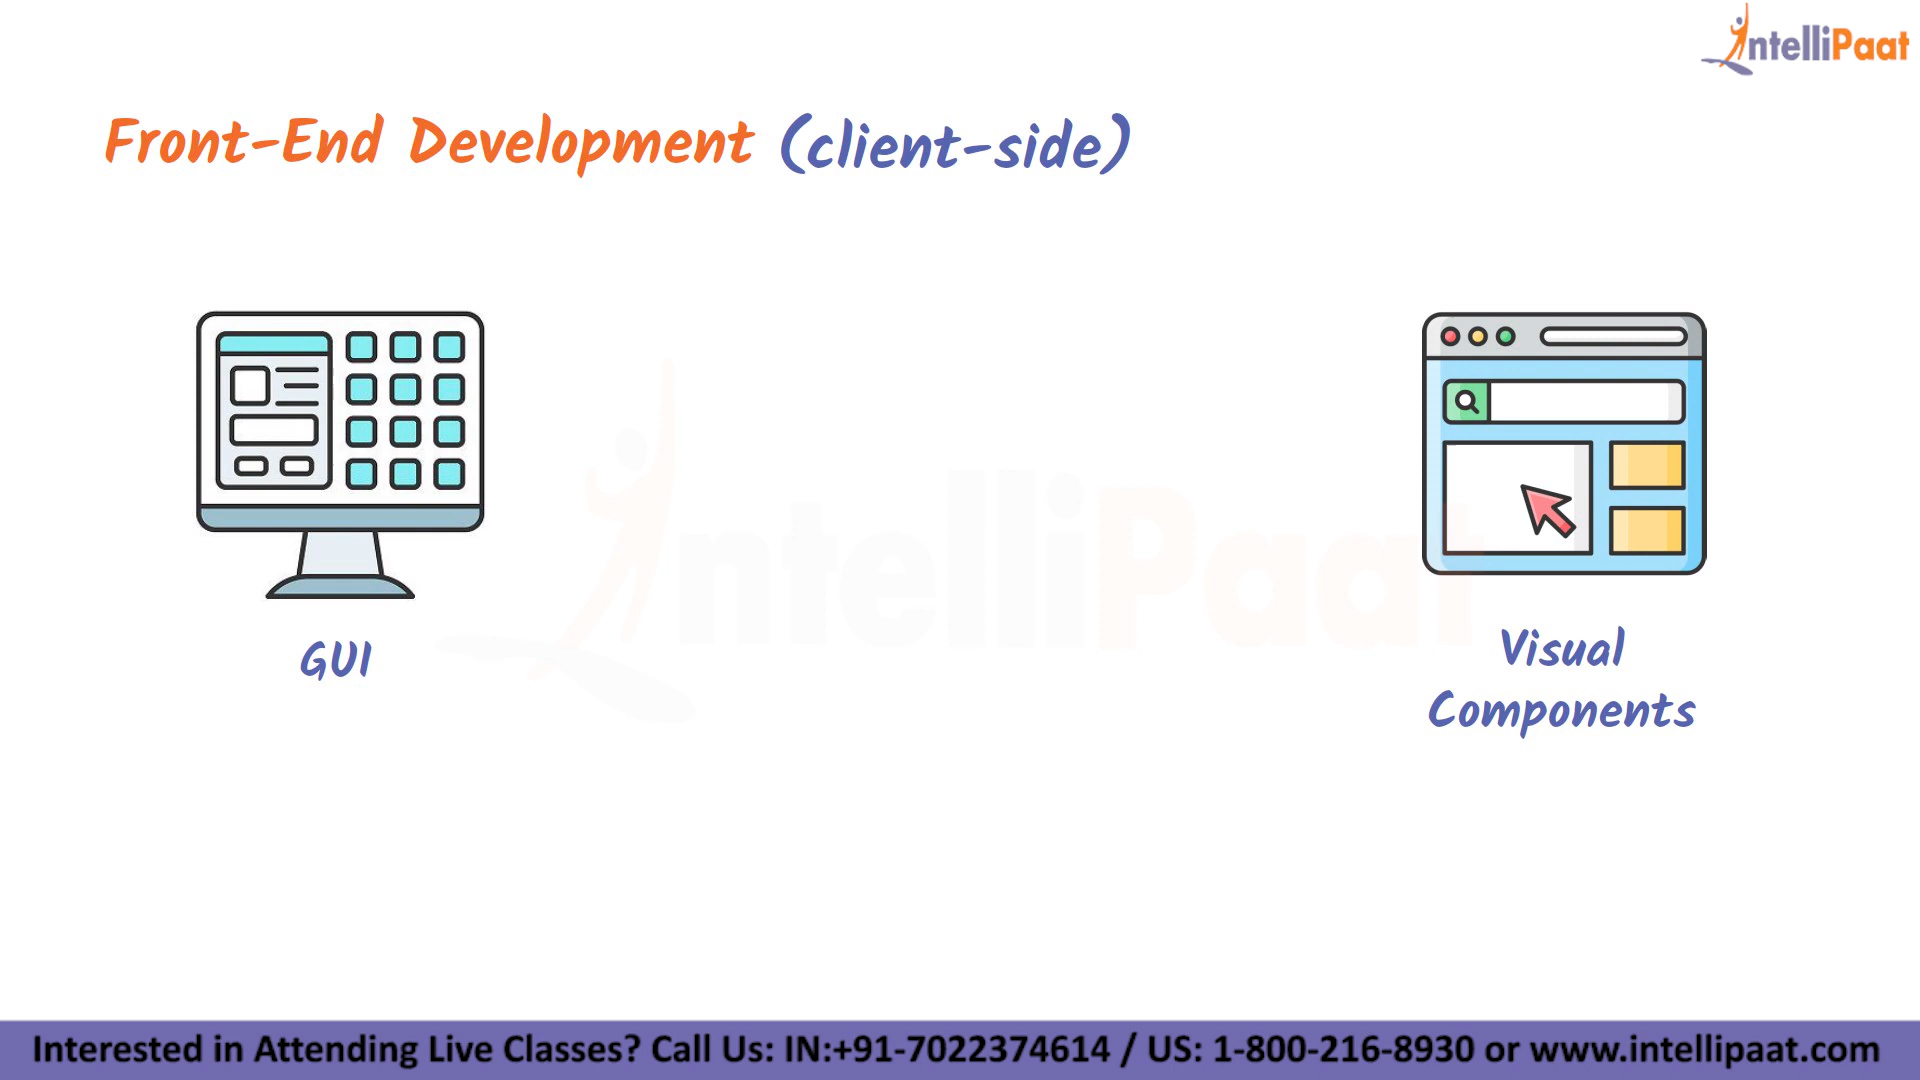 IntelliPaat
Front-End Development (client-side)
IntelliPaat
GUI
Visual
Components
Interested in Attending Live Classes? Call Us: IN:+91-7022374614 / US: 1-800-216-8930 or www.intellipaat.com